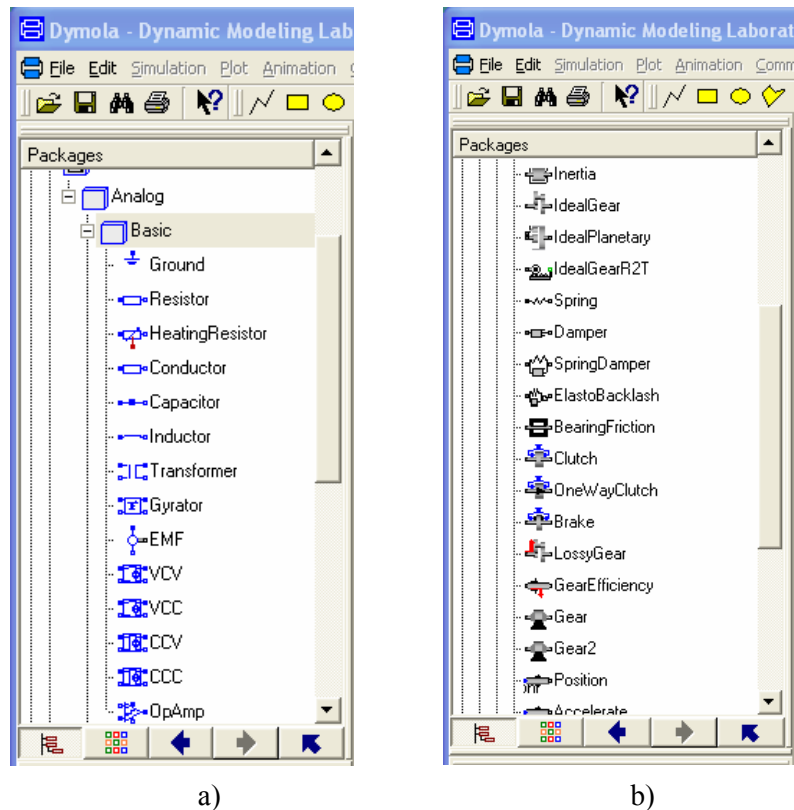 Dymola - Dynamic Modeling Lab
File Edit Simulation Plot Animation
Packages
Analog
Basic
Ground
Resistor
HeatingResistor
Conductor
Capacitor
Inductor
Transformer
Gyrator
EMF
VCV
VCC
CCV
CCC
OpAmp
a)
Dymola - Dynamic Modeling Laborat
File Edit Simulation Plot Animation Comm
Packages
Inertia
IdealGear
IdealPlanetary
IdealGearR2T
Spring
Damper
SpringDamper
ElastoBacklash
BearingFriction
Clutch
OneWayClutch
Brake
LossyGear
GearEfficiency
Gear
Gear2
Position
Accelerate
b)